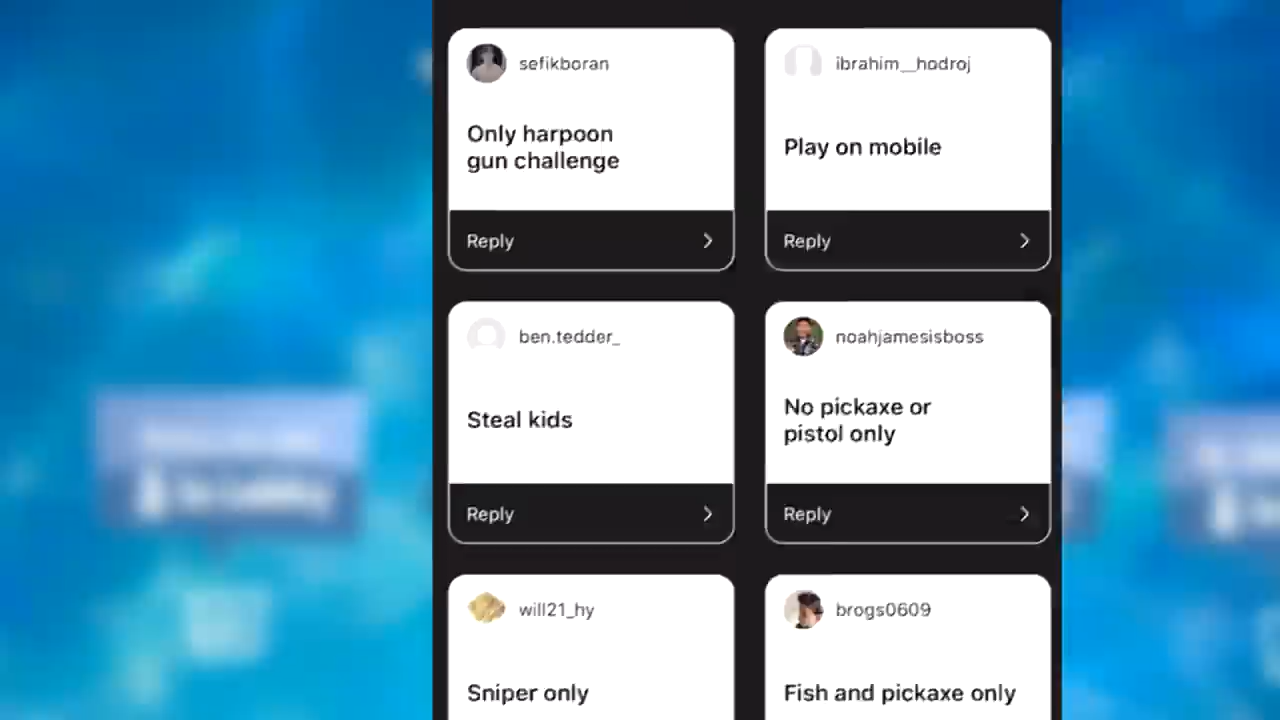 sefikboran
Only harpoon
gun challenge
Reply
ibrahim__hodroj
Play on mobile
Reply
ben.tedder_
Steal kids
Reply
noahjamesisboss
No pickaxe or
pistol only
Reply
will21_hy
Sniper only
brogs0609
Fish and pickaxe only